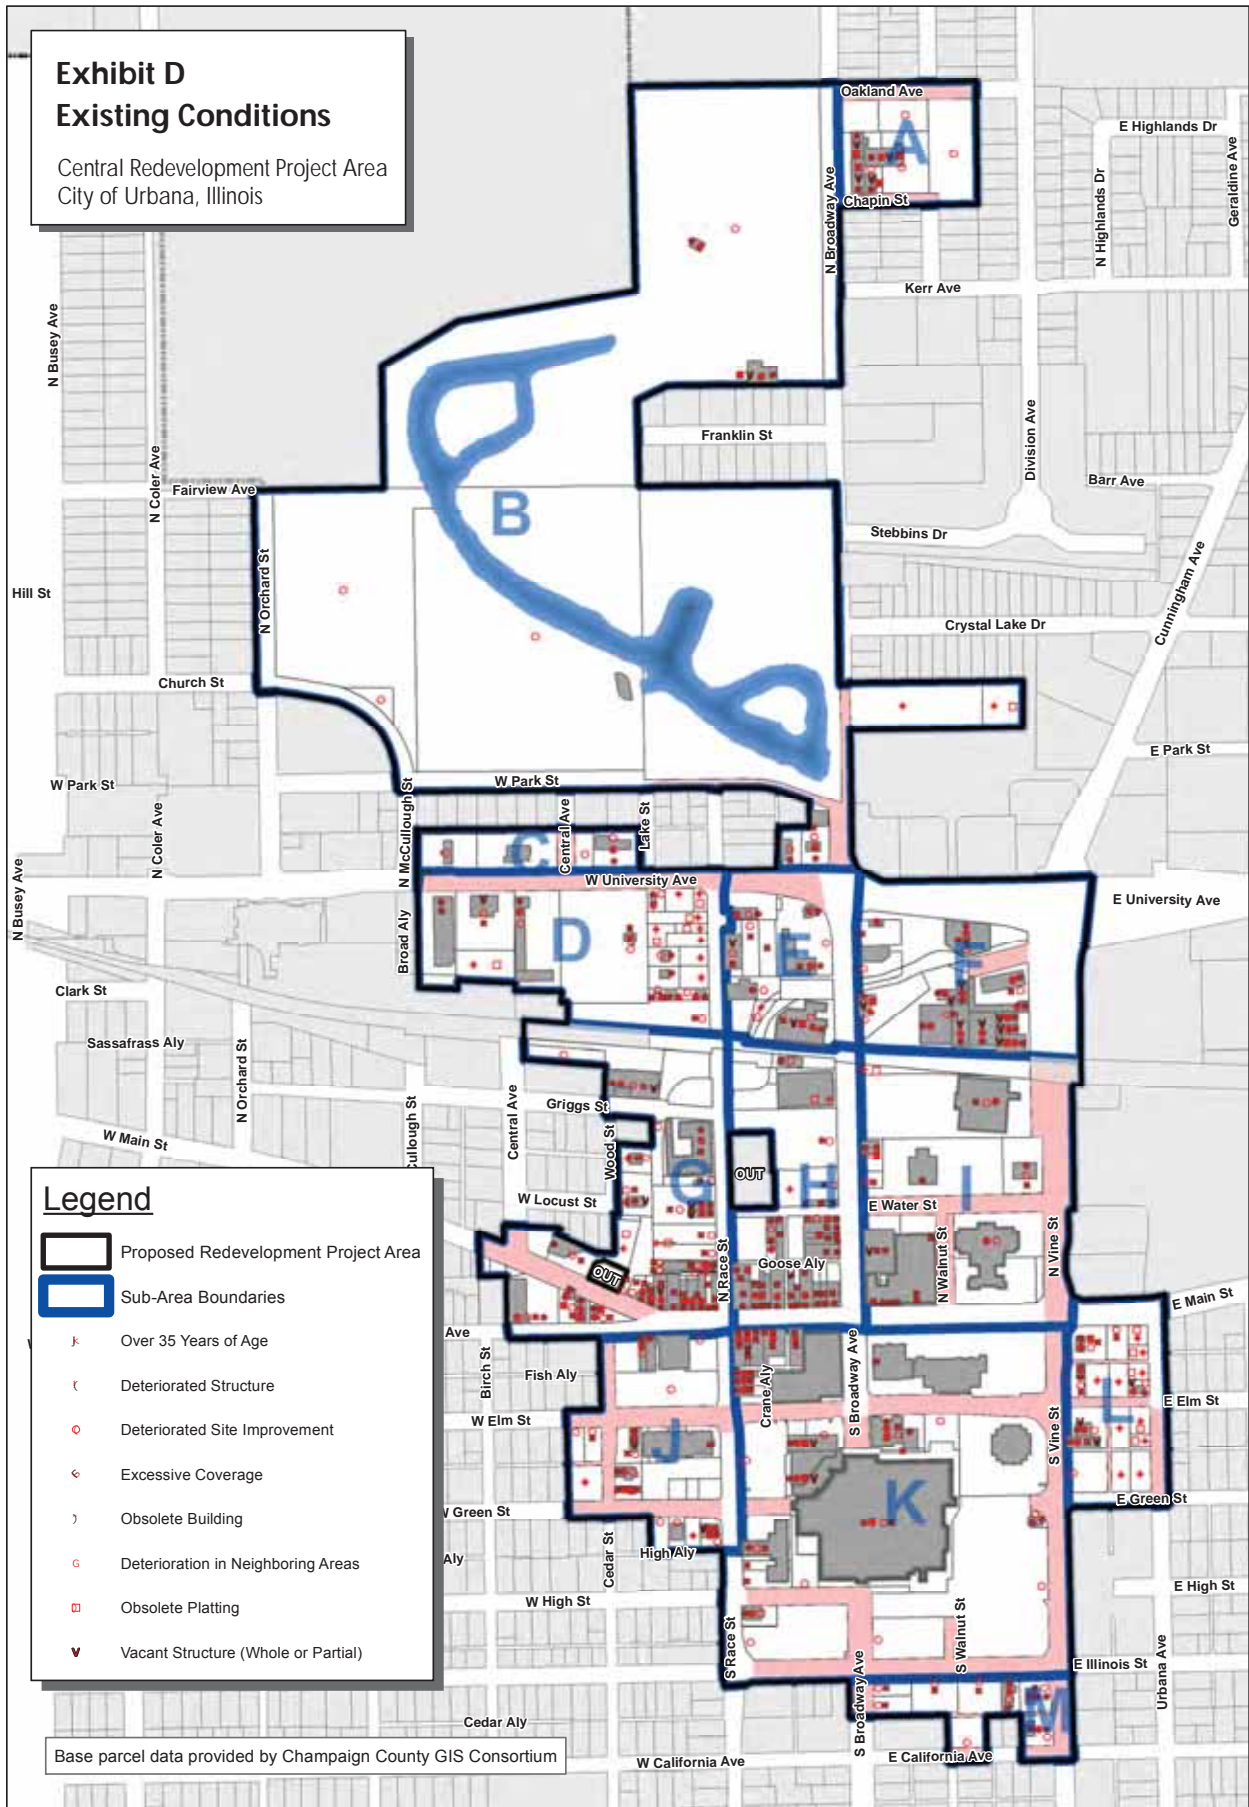 Exhibit D
Existing Conditions
Central Redevelopment Project Area
City of Urbana, Illinois
Oakland Ave
A
E Highlands Dr
N Highlands Dr
Geraldine Ave
N Broadway Ave
Chapin St
Kerr Ave
N Busey Ave
Franklin St
Division Ave
N Coler Ave
Fairview Ave
Barr Ave
B
Stebbins Dr
N Orchard St
Hill St
Cunningham Ave
Crystal Lake Dr
Church St
E Park St
W Park St
W Park St
N McCullough St
Central Ave
Lake St
N Coler Ave
C
N Busey Ave
W University Ave
E University Ave
Broad Aly
D
E
F
Clark St
Sassafrass Aly
N Orchard St
Central Ave
Griggs St
W Main St
Cullough St
Wood St
OUT
G
H
I
W Locust St
E Water St
N Walnut St
N Vine St
N Race St
Goose Aly
OUT
E Main St
Legend
Proposed Redevelopment Project Area
Sub-Area Boundaries
Over 35 Years of Age
Deteriorated Structure
Deteriorated Site Improvement
Excessive Coverage
Obsolete Building
G Deterioration in Neighboring Areas
Obsolete Platting
V Vacant Structure (Whole or Partial)
Ave
Birch St
Fish Aly
Crane Aly
S Broadway Ave
W Elm St
E Elm St
L
J
S Vine St
K
W Green St
E Green St
Aly
Cedar St
High Aly
W High St
E High St
S Race St
S Walnut St
S Broadway Ave
E Illinois St
Urbana Ave
M
Cedar Aly
W California Ave
E California Ave
Base parcel data provided by Champaign County GIS Consortium